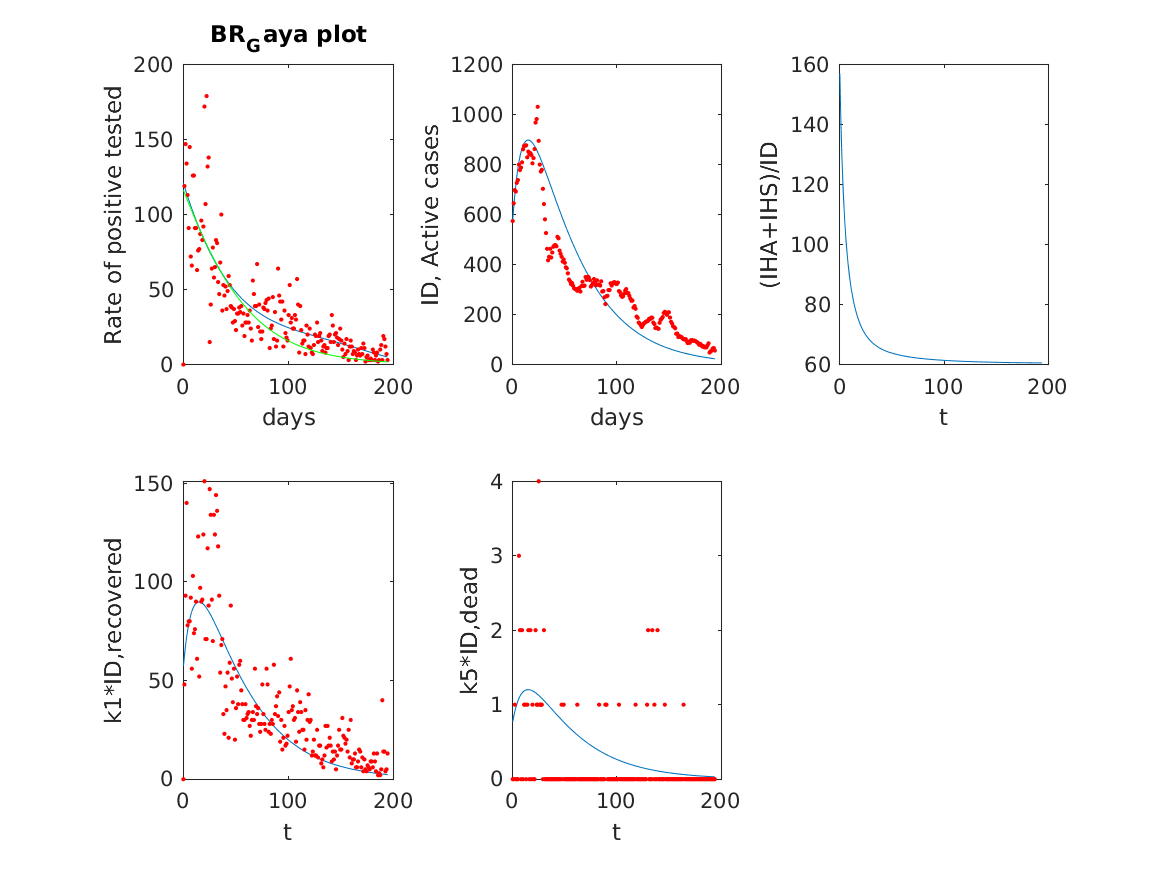 BR_Gaya plot
200
150
100
50
0
Rate of positive tested
0 100 200
days
1200
1000
800
600
400
200
0
ID, Active cases
0 100 200
days
160
140
120
100
80
60
(IHA+IHS)/ID
0 100 200
t
150
100
50
0
k1*ID,recovered
0 100 200
t
4
3
2
1
0
k5*ID,dead
0 100 200
t